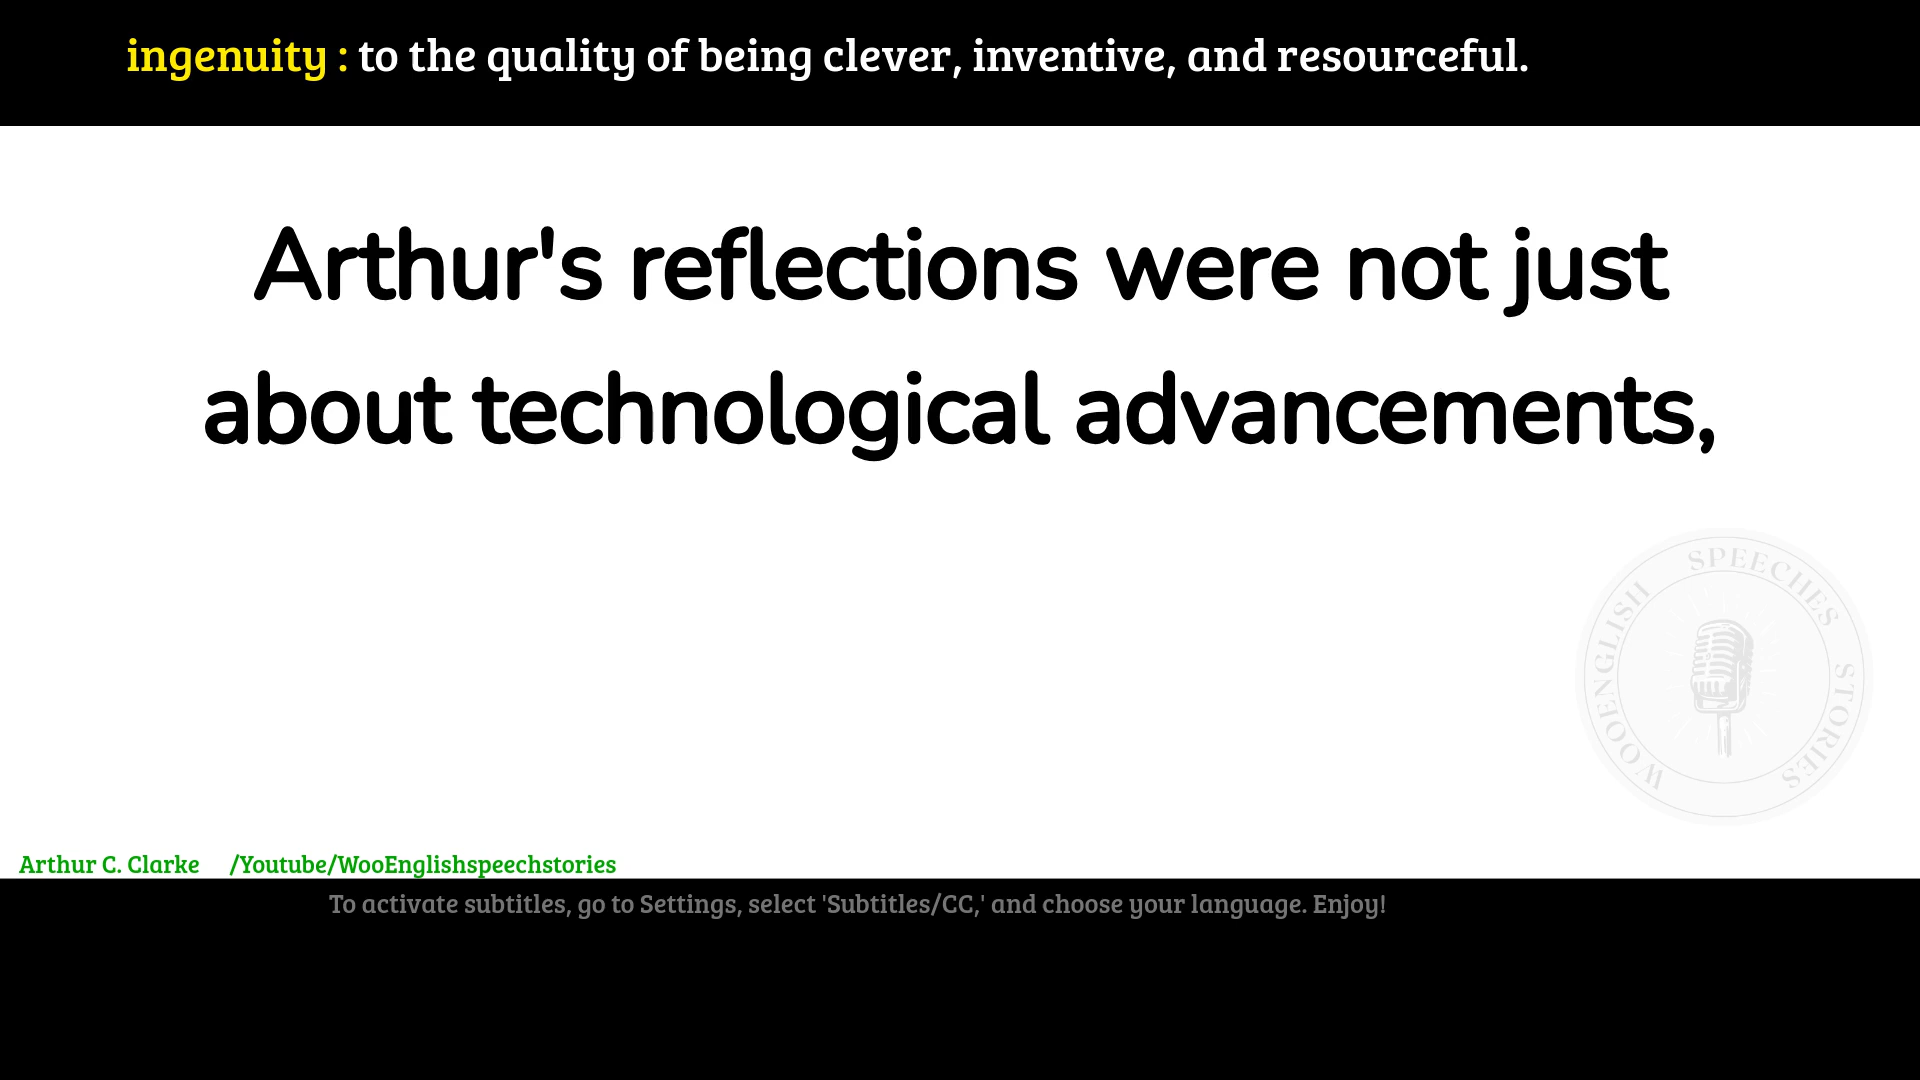 ingenuity : to the quality of being clever, inventive, and resourceful.
Arthur's reflections were not just
about technological advancements,
WOOENGLISH SPEECHES STORIES
Arthur C. Clarke /Youtube/WooEnglishspeechstories
To activate subtitles, go to Settings, select 'Subtitles/CC,' and choose your language. Enjoy!